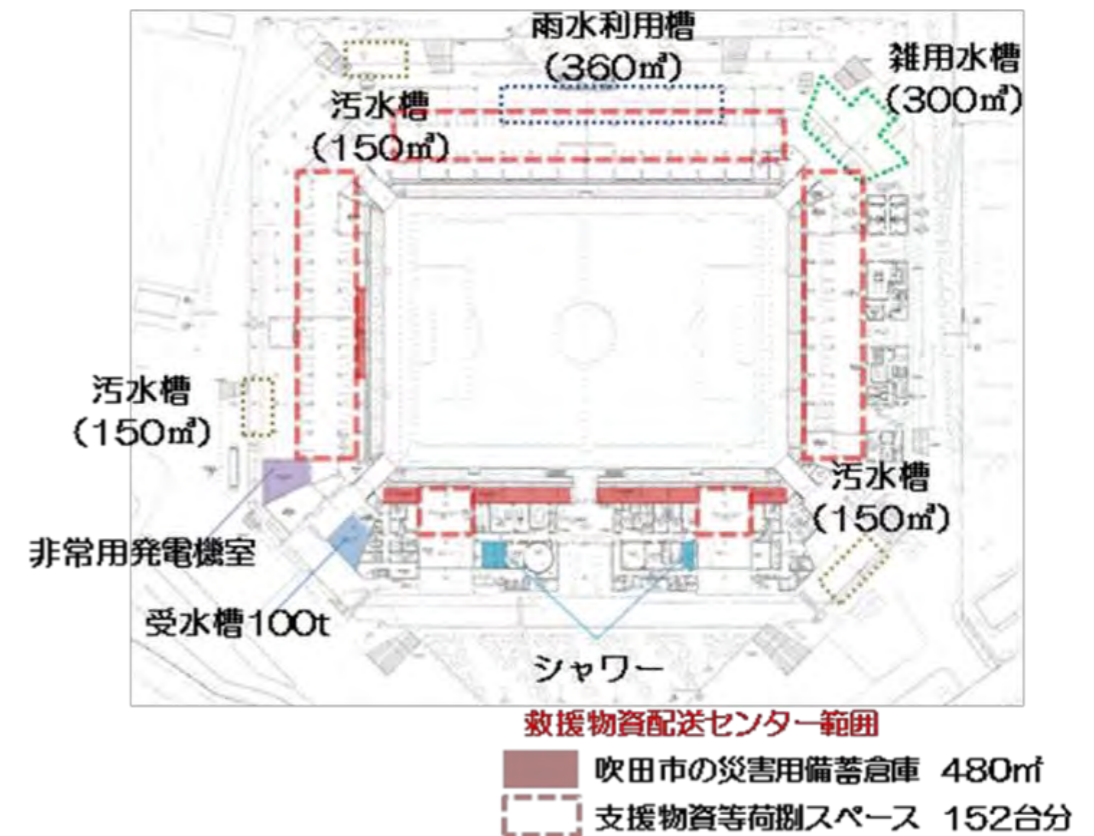 雨水利用槽
(360㎥)
雑用水槽
(300㎥)
汚水槽
(150㎥)
汚水槽
(150㎥)
汚水槽
(150㎥)
非常用発電機室
受水槽100t
シャワー
救援物資配送センター範囲
吹田市の災害用備蓄倉庫 480㎡
支援物資等荷捌スペース 152台分